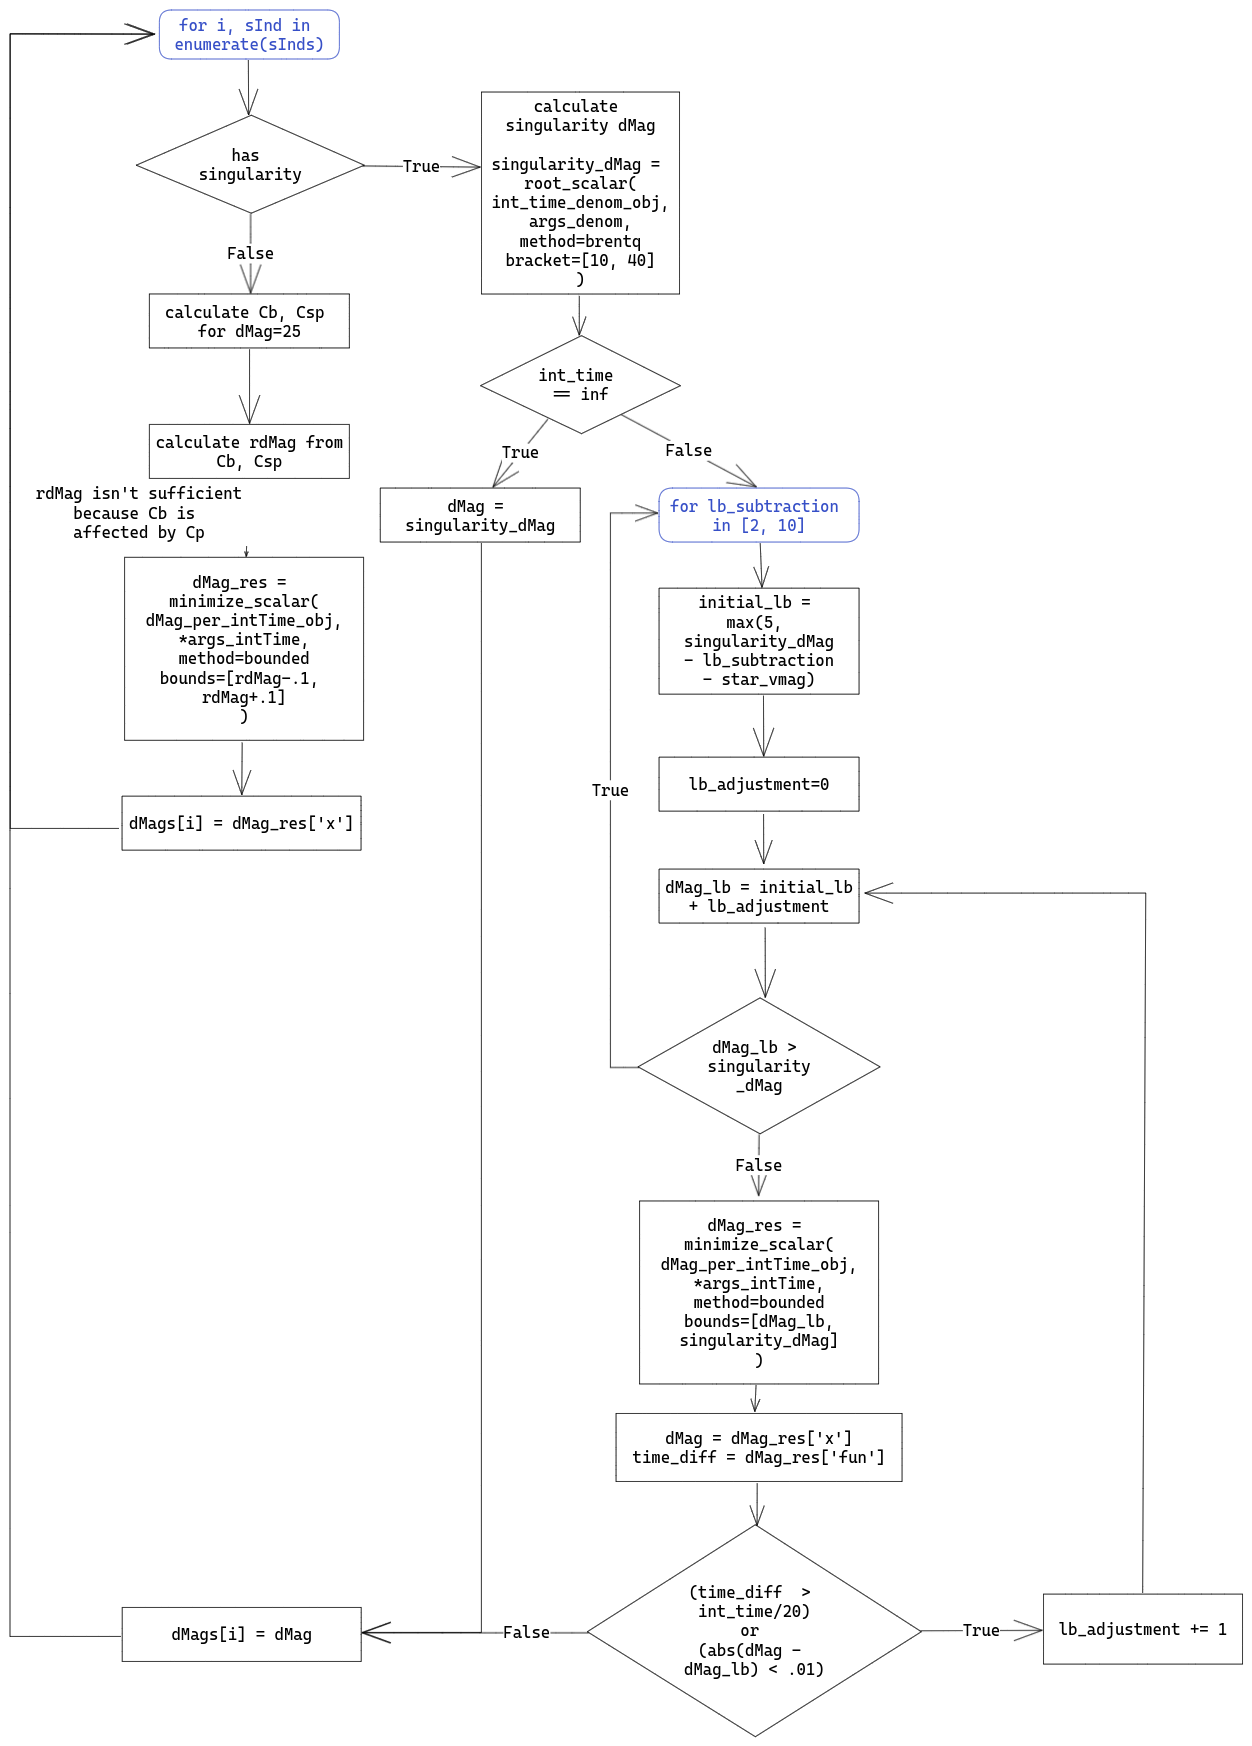 for i, sInd in
enumerate(sInds)
has
singularity
True
calculate
singularity dMag
singularity_dMag =
root_scalar(
int_time_denom_obj,
args_denom,
method=brentq
bracket=[10, 40]
)
False
calculate Cb, Csp
for dMag=25
int_time
== inf
calculate rdMag from
Cb, Csp
True
False
rdMag isn't sufficient
because Cb is
affected by Cp
dMag =
singularity_dMag
for lb_subtraction
in [2, 10]
dMag_res =
minimize_scalar(
dMag_per_intTime_obj,
*args_intTime,
method=bounded
bounds=[rdMag-.1,
rdMag+.1]
)
initial_lb =
max(5,
singularity_dMag
- lb_subtraction
- star_vmag)
dMags[i] = dMag_res['x']
True
lb_adjustment=0
dMag_lb = initial_lb
+ lb_adjustment
dMag_lb >
singularity
_dMag
False
dMag_res =
minimize_scalar(
dMag_per_intTime_obj,
*args_intTime,
method=bounded
bounds=[dMag_lb,
singularity_dMag]
)
dMag = dMag_res['x']
time_diff = dMag_res['fun']
(time_diff  >
int_time/20)
or
(abs(dMag -
dMag_lb) < .01)
False
True
dMags[i] = dMag
lb_adjustment += 1